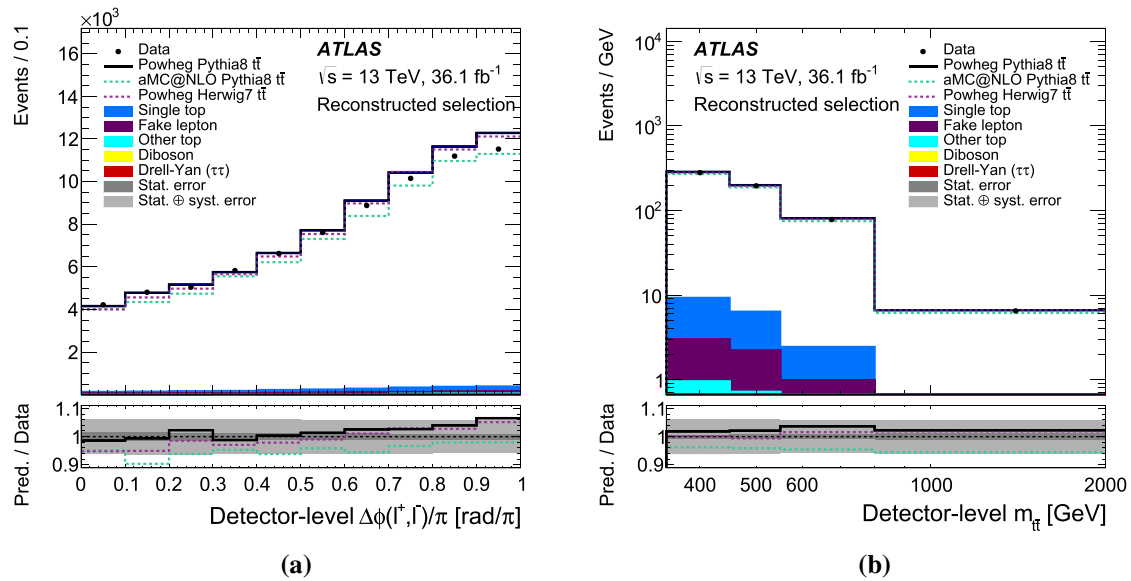 ×10³
Events / 0.1
16
14
12
10
8
6
4
2
ATLAS
√s = 13 TeV, 36.1 fb⁻¹
Reconstructed selection
Data
Powheg Pythia8 tt̅
aMC@NLO Pythia8 tt̅
Powheg Herwig7 tt̅
Single top
Fake lepton
Other top
Diboson
Drell-Yan (ττ)
Stat. error
Stat. ⊕ syst. error
Pred. / Data
1.1
1
0.9
0 0.1 0.2 0.3 0.4 0.5 0.6 0.7 0.8 0.9 1
Detector-level Δϕ(l⁺,l⁻)/π [rad/π]
(a)
Events / GeV
10⁴
10³
10²
10
1
ATLAS
√s = 13 TeV, 36.1 fb⁻¹
Reconstructed selection
Data
Powheg Pythia8 tt̅
aMC@NLO Pythia8 tt̅
Powheg Herwig7 tt̅
Single top
Fake lepton
Other top
Diboson
Drell-Yan (ττ)
Stat. error
Stat. ⊕ syst. error
Pred. / Data
1.1
1
0.9
400 500 600 1000 2000
Detector-level m_tt̅ [GeV]
(b)